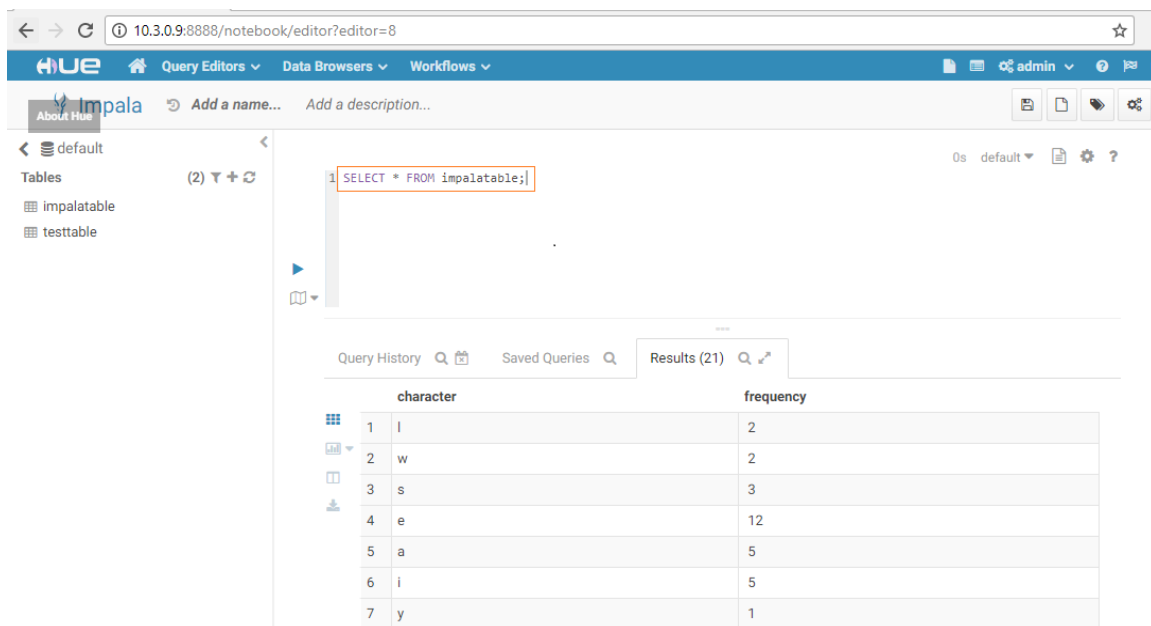 10.3.0.9:8888/notebook/editor?editor=8
HUE Query Editors Data Browsers Workflows admin
Impala Add a name... Add a description...
About Hue
default
0s default ?
Tables (2)
1 SELECT * FROM impalatable;
impalatable
testtable
Query History Saved Queries Results (21)
character frequency
1 l 2
2 w 2
3 s 3
4 e 12
5 a 5
6 i 5
7 y 1